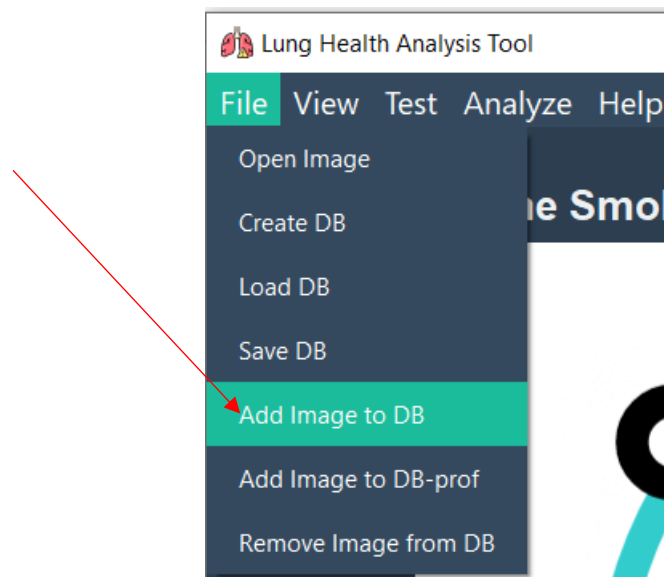 Lung Health Analysis Tool
File View Test Analyze Help
Open Image
Create DB
Load DB
Save DB
Add Image to DB
Add Image to DB-prof
Remove Image from DB